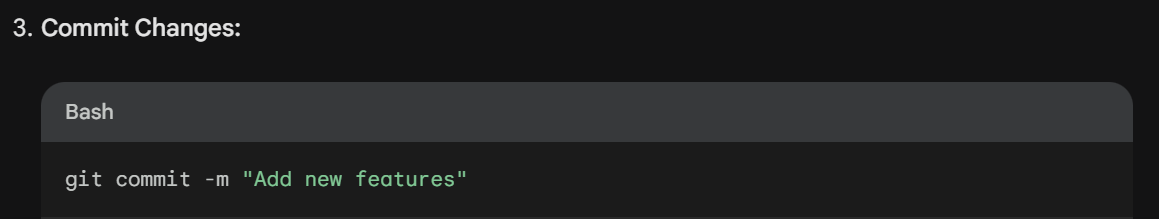 3. Commit Changes:
Bash
git commit -m "Add new features"